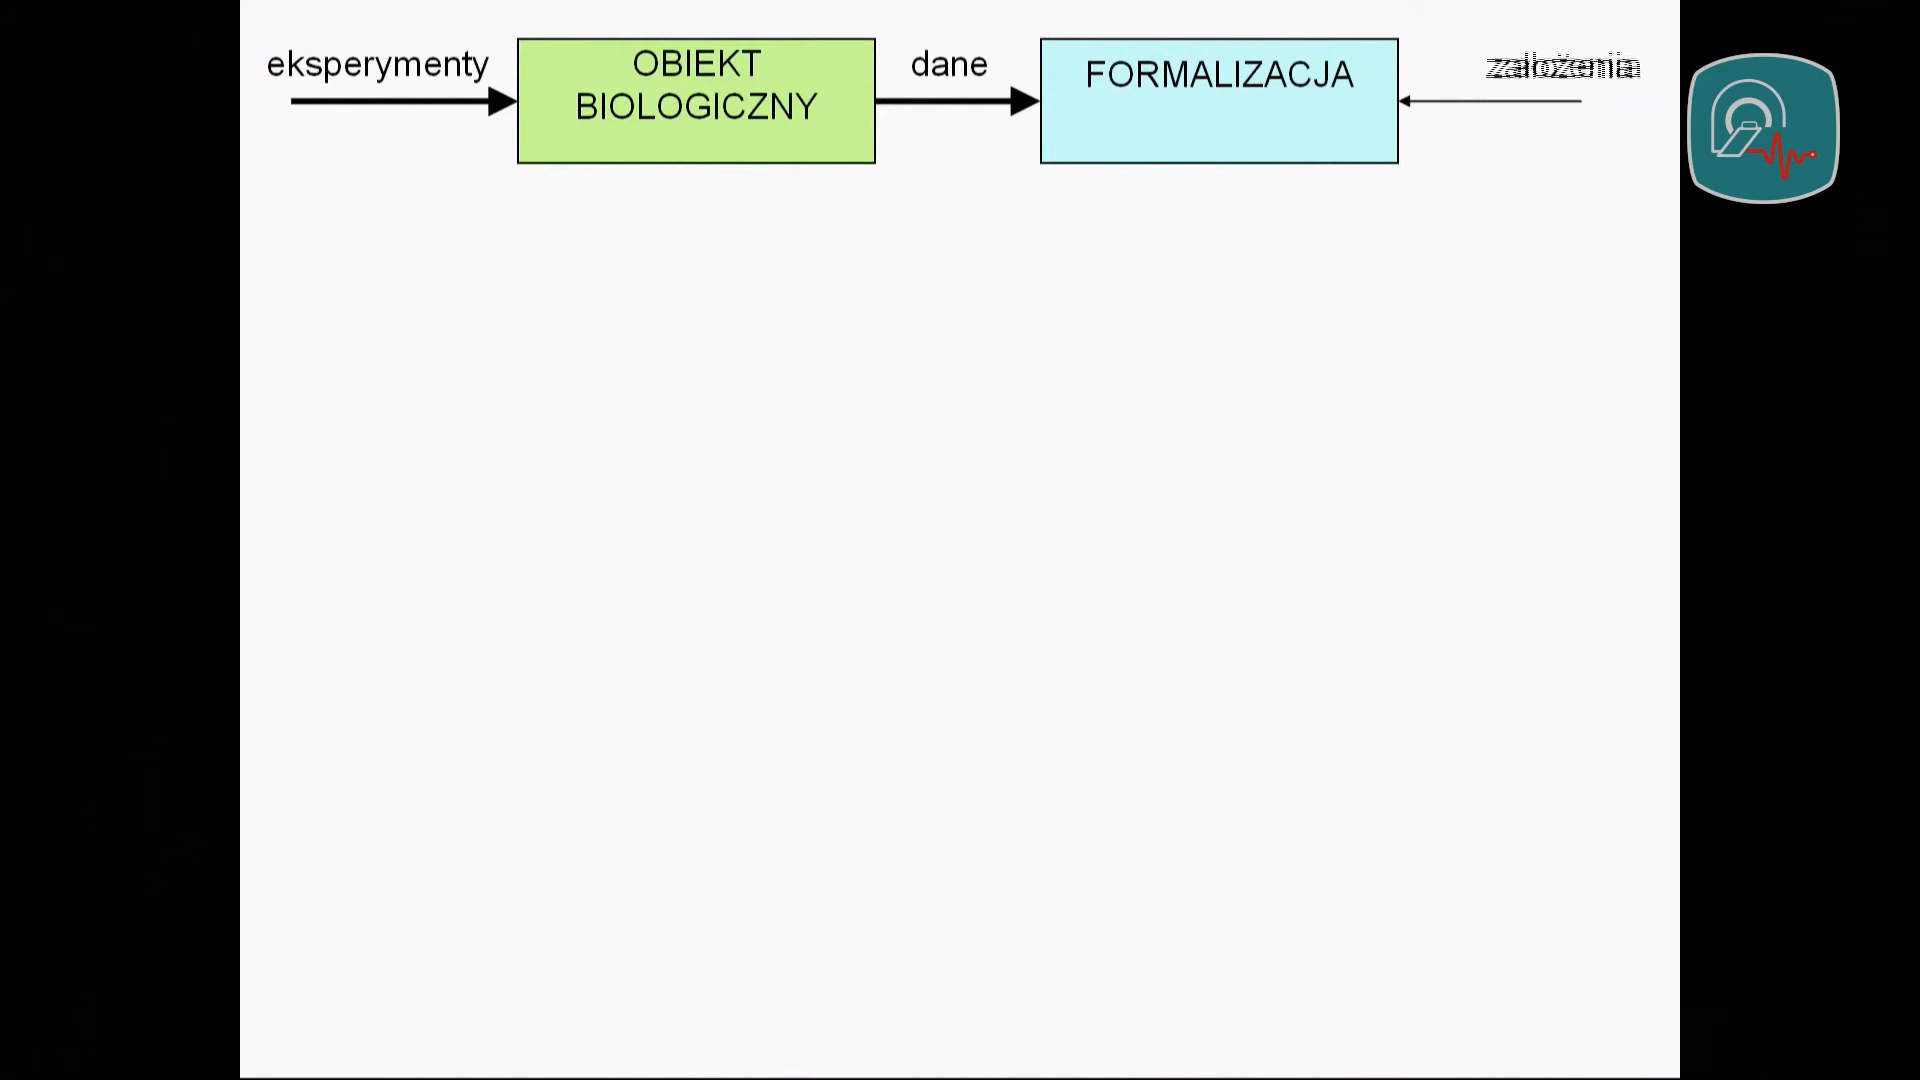 eksperymenty
OBIEKT
BIOLOGICZNY
dane
FORMALIZACJA
założenia